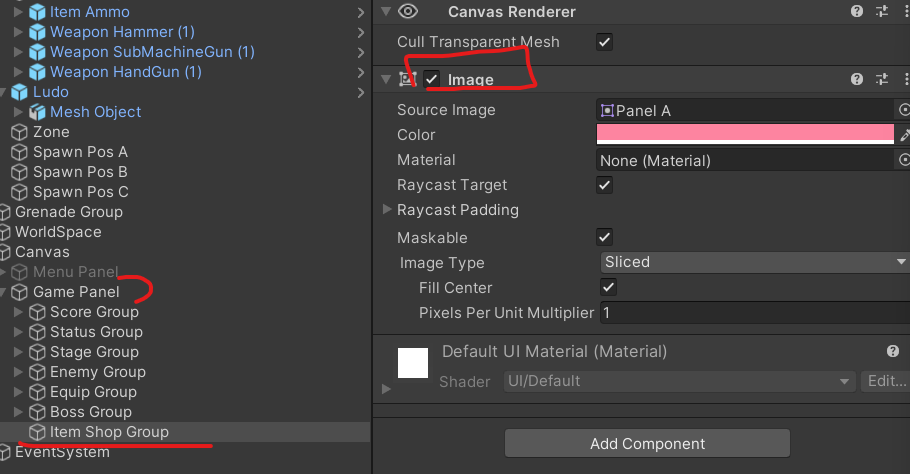 Item Ammo
Weapon Hammer (1)
Weapon SubMachineGun (1)
Weapon HandGun (1)
Ludo
Mesh Object
Zone
Spawn Pos A
Spawn Pos B
Spawn Pos C
Grenade Group
WorldSpace
Canvas
Menu Panel
Game Panel
Score Group
Status Group
Stage Group
Enemy Group
Equip Group
Boss Group
Item Shop Group
EventSystem
Canvas Renderer
Cull Transparent Mesh
Image
Source Image Panel A
Color
Material None (Material)
Raycast Target
Raycast Padding
Maskable
Image Type Sliced
Fill Center
Pixels Per Unit Multiplier 1
Default UI Material (Material)
Shader UI/Default Edit...
Add Component